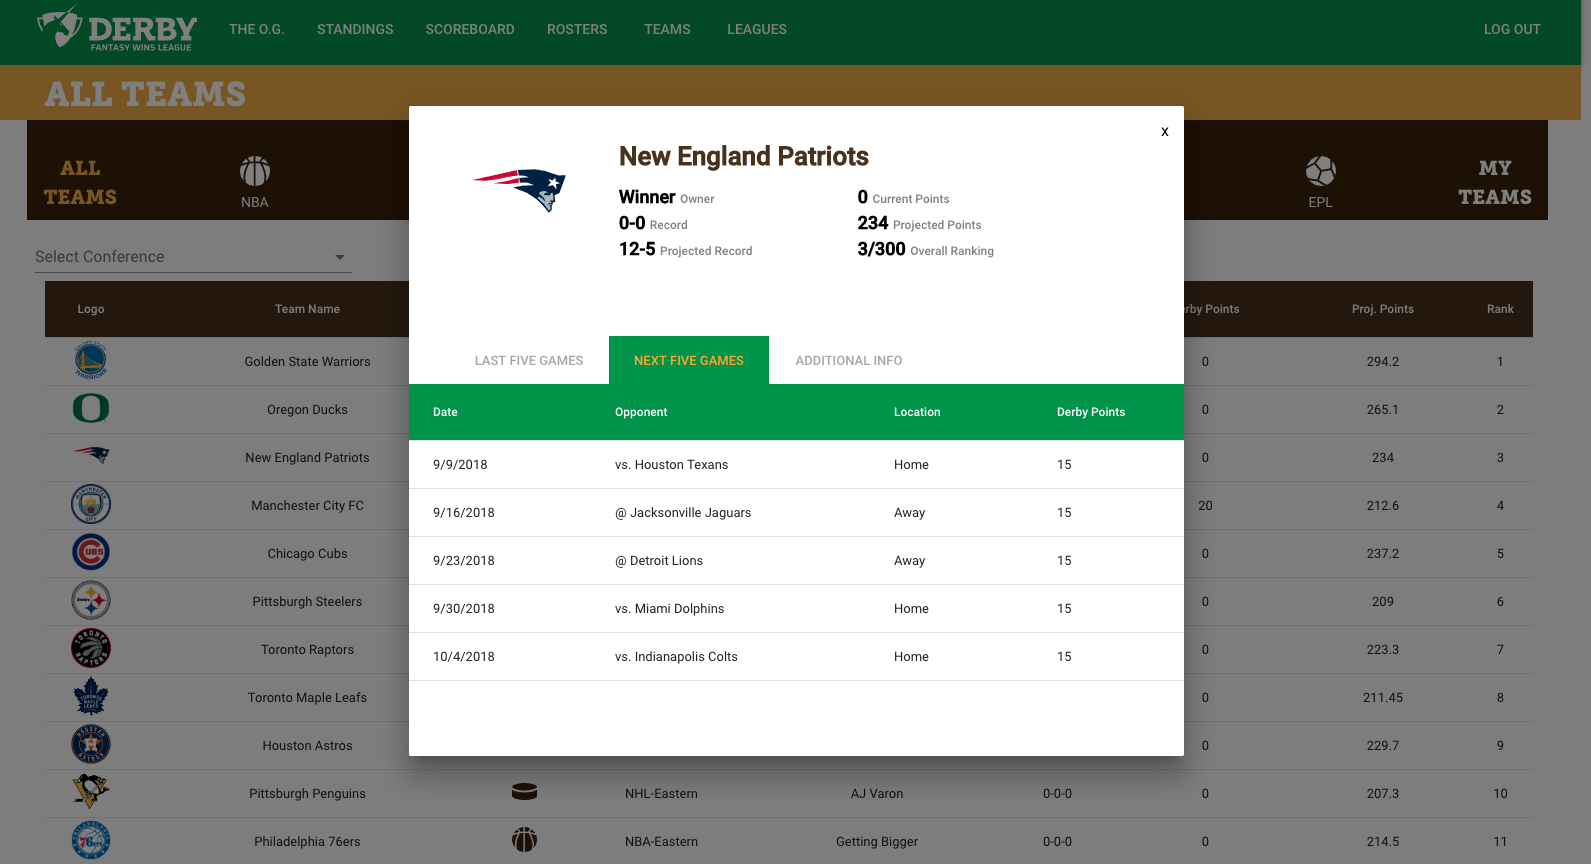 DERBY
FANTASY WINS LEAGUE
THE O.G. STANDINGS SCOREBOARD ROSTERS TEAMS LEAGUES LOG OUT
ALL TEAMS
x
New England Patriots
Winner Owner 0 Current Points
0-0 Record 234 Projected Points
12-5 Projected Record 3/300 Overall Ranking
ALL TEAMS
NBA
EPL
MY TEAMS
Select Conference
LAST FIVE GAMES NEXT FIVE GAMES ADDITIONAL INFO
Date Opponent Location Derby Points
9/9/2018 vs. Houston Texans Home 15
9/16/2018 @ Jacksonville Jaguars Away 15
9/23/2018 @ Detroit Lions Away 15
9/30/2018 vs. Miami Dolphins Home 15
10/4/2018 vs. Indianapolis Colts Home 15
Logo Team Name rby Points Proj. Points Rank
Golden State Warriors 0 294.2 1
Oregon Ducks 0 265.1 2
New England Patriots 0 234 3
Manchester City FC 20 212.6 4
Chicago Cubs 0 237.2 5
Pittsburgh Steelers 0 209 6
Toronto Raptors 0 223.3 7
Toronto Maple Leafs 0 211.45 8
Houston Astros 0 229.7 9
Pittsburgh Penguins NHL-Eastern AJ Varon 0-0-0 0 207.3 10
Philadelphia 76ers NBA-Eastern Getting Bigger 0-0-0 0 214.5 11